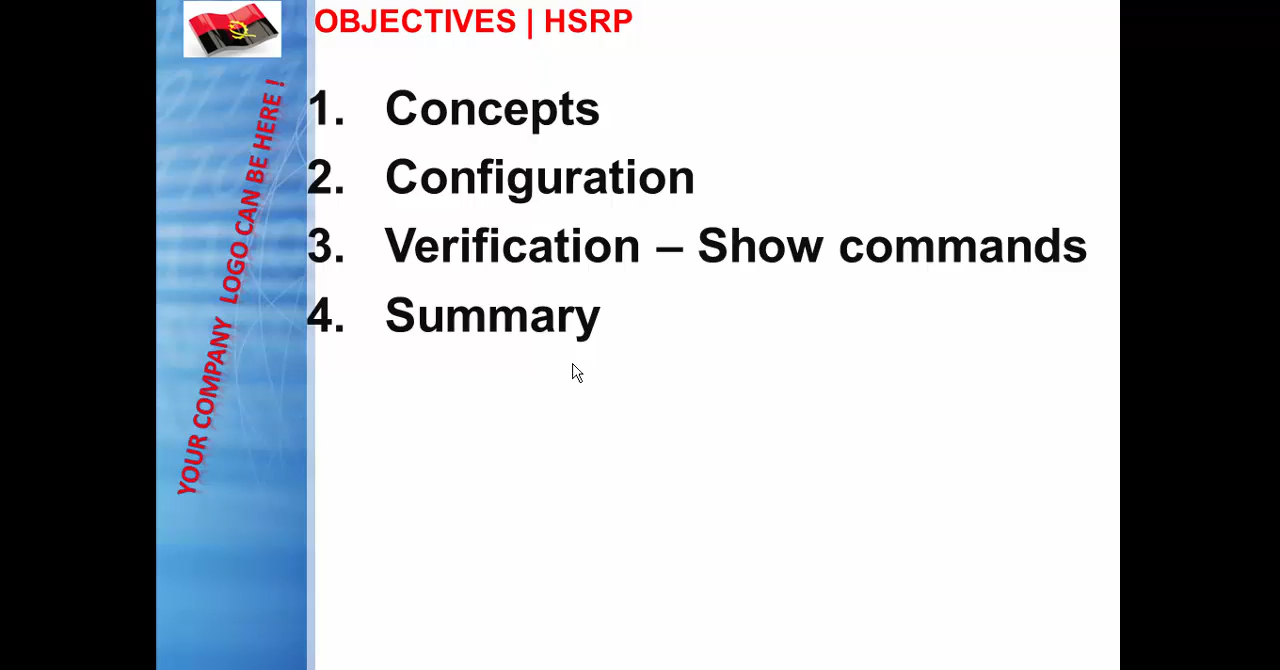 OBJECTIVES | HSRP
1. Concepts
2. Configuration
3. Verification – Show commands
4. Summary
YOUR COMPANY LOGO CAN BE HERE !